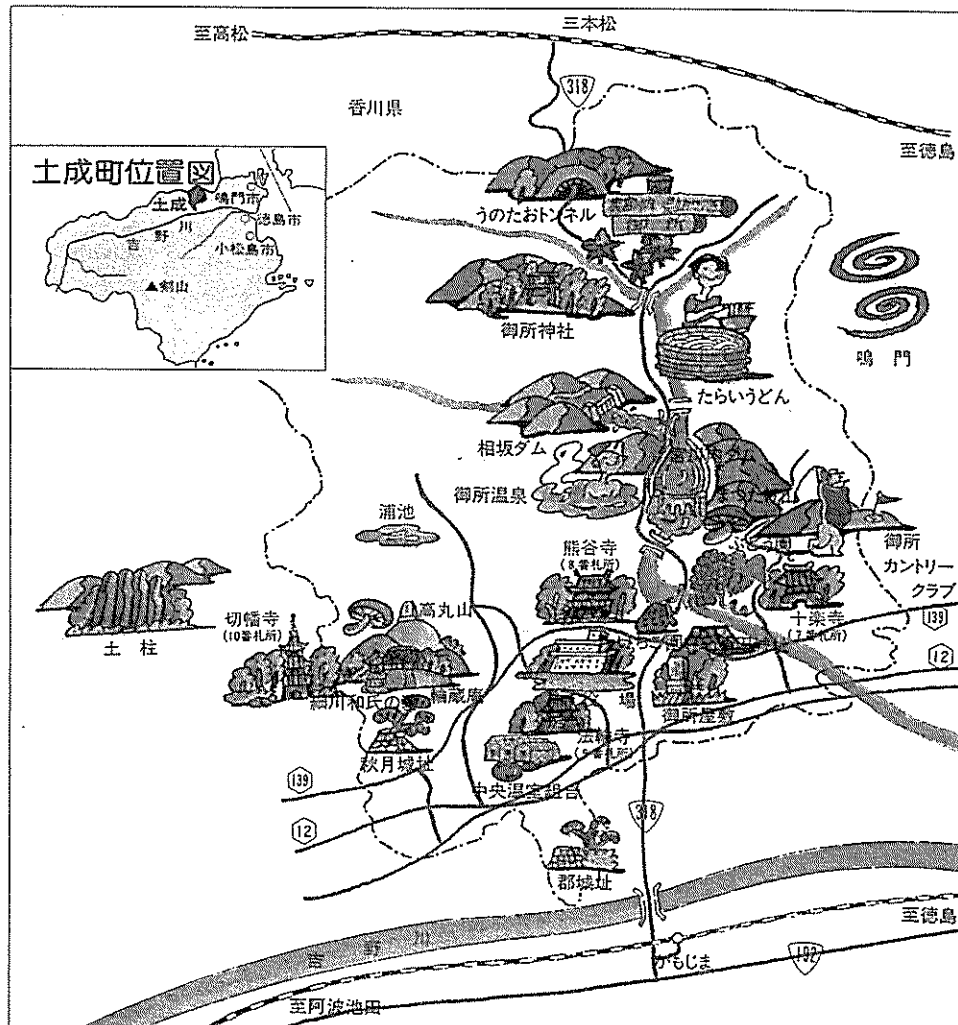 至高松
三本松
318
香川県
至徳島
土成町位置図
土成
鳴門市
徳島市
吉野川
小松島市
▲剣山
うのたおトンネル
御所神社
鳴門
たらいうどん
相坂ダム
御所温泉
浦池
御所
カントリー
クラブ
熊谷寺
(8番札所)
土柱
切幡寺
(10番札所)
高丸山
十楽寺
(7番札所)
139
12
細川和氏の
輪蔵庵
場
御所屋敷
秋月城址
法輪寺
中央温室組合
139
12
318
郡城址
吉野川
至徳島
かもじま
192
至阿波池田